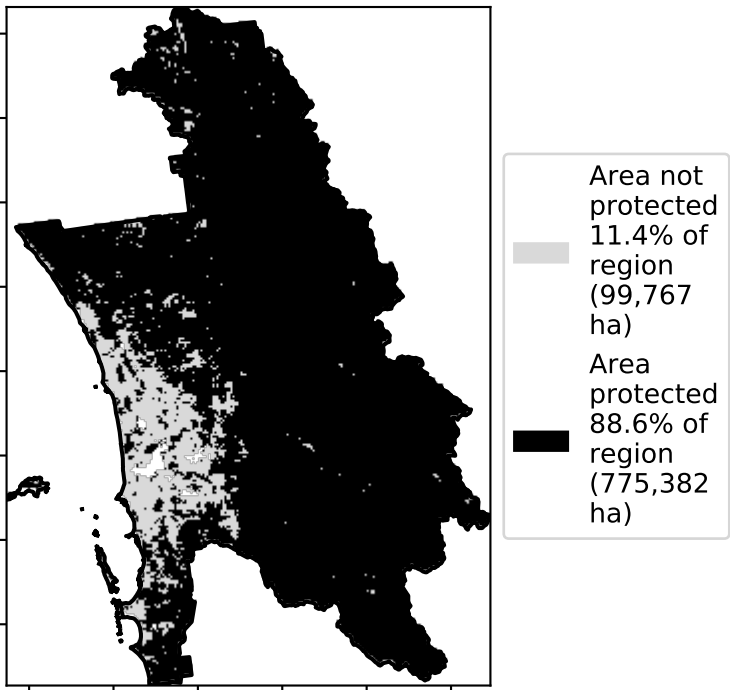 Area not
protected
11.4% of
region
(99,767
ha)
Area
protected
88.6% of
region
(775,382
ha)